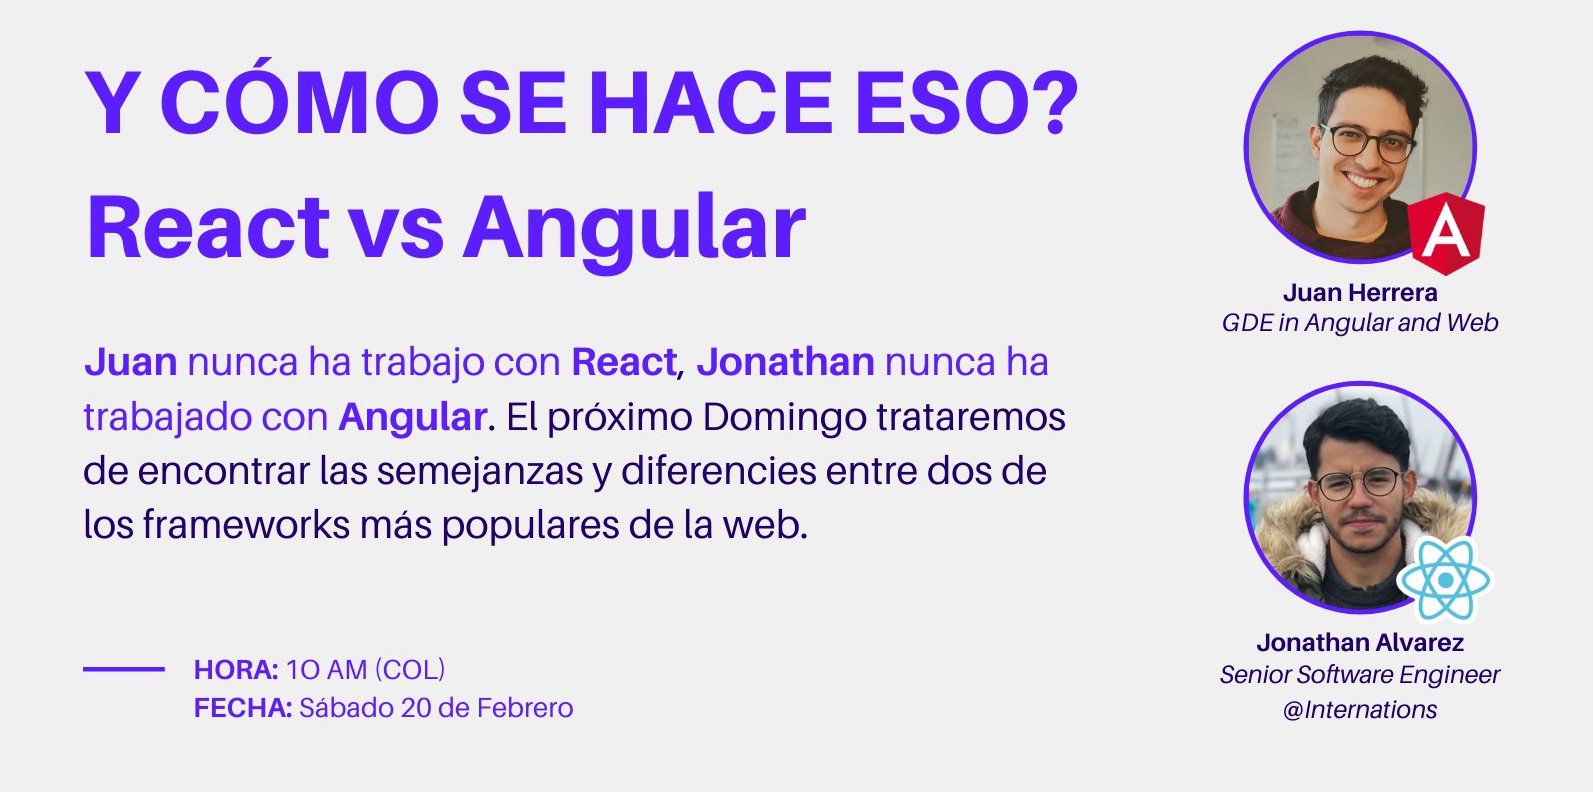 Y CÓMO SE HACE ESO?
React vs Angular
Juan nunca ha trabajo con React, Jonathan nunca ha
trabajado con Angular. El próximo Domingo trataremos
de encontrar las semejanzas y diferencies entre dos de
los frameworks más populares de la web.
HORA: 10 AM (COL)
FECHA: Sábado 20 de Febrero
A
Juan Herrera
GDE in Angular and Web
Jonathan Alvarez
Senior Software Engineer
@Internations